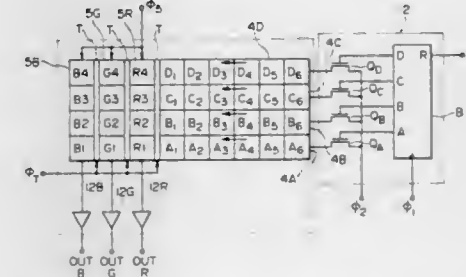 5G 5R φS 4D 2
T T T 4C
5B B4 G4 R4 D1 D2 D3 D4 D5 D6 QD D R
B3 G3 R3 C1 C2 C3 C4 C5 C6 QC C
B2 G2 R2 B1 B2 B3 B4 B5 B6 QB B 8
B1 G1 R1 A1 A2 A3 A4 A5 A6 4B QA A
φT 12B 12G 12R 4A φ2 φ1
OUT OUT OUT
B G R